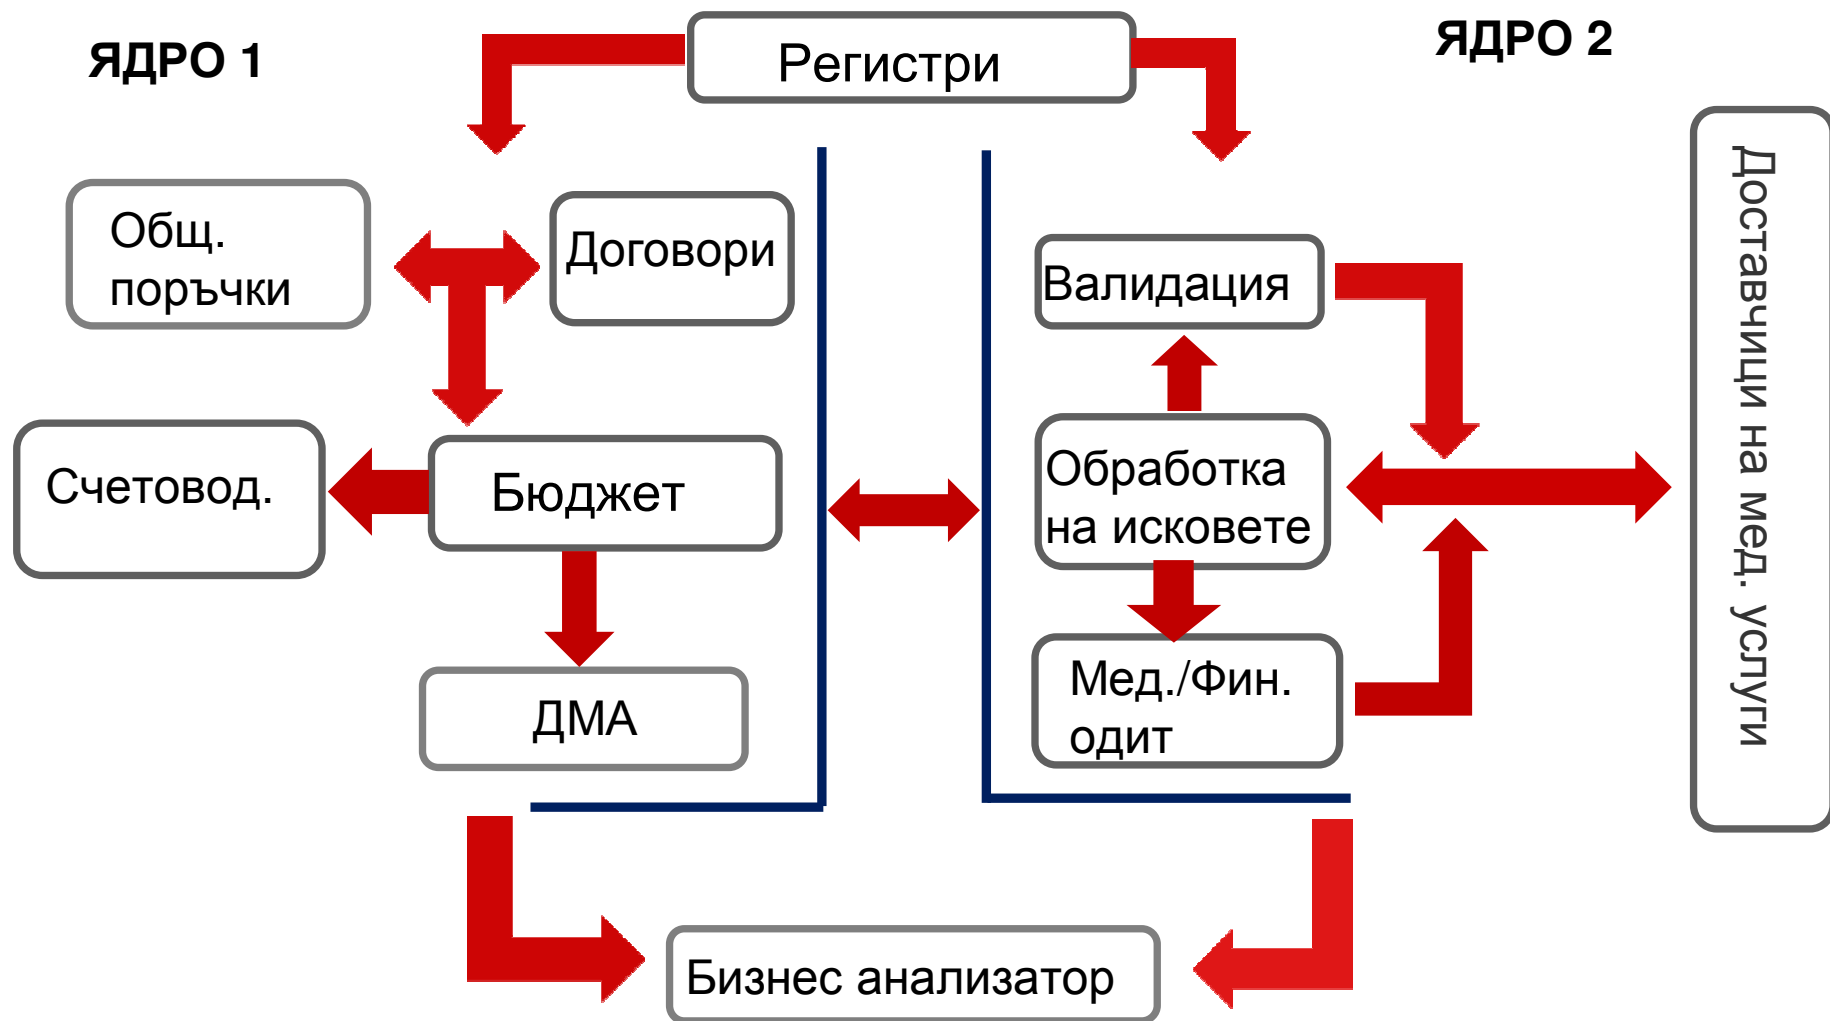 ЯДРО 1
Регистри
ЯДРО 2
Общ.
поръчки
Договори
Счетовод.
Бюджет
ДМА
Валидация
Обработка
на исковете
Мед./Фин.
одит
Доставчици на мед. услуги
Бизнес анализатор